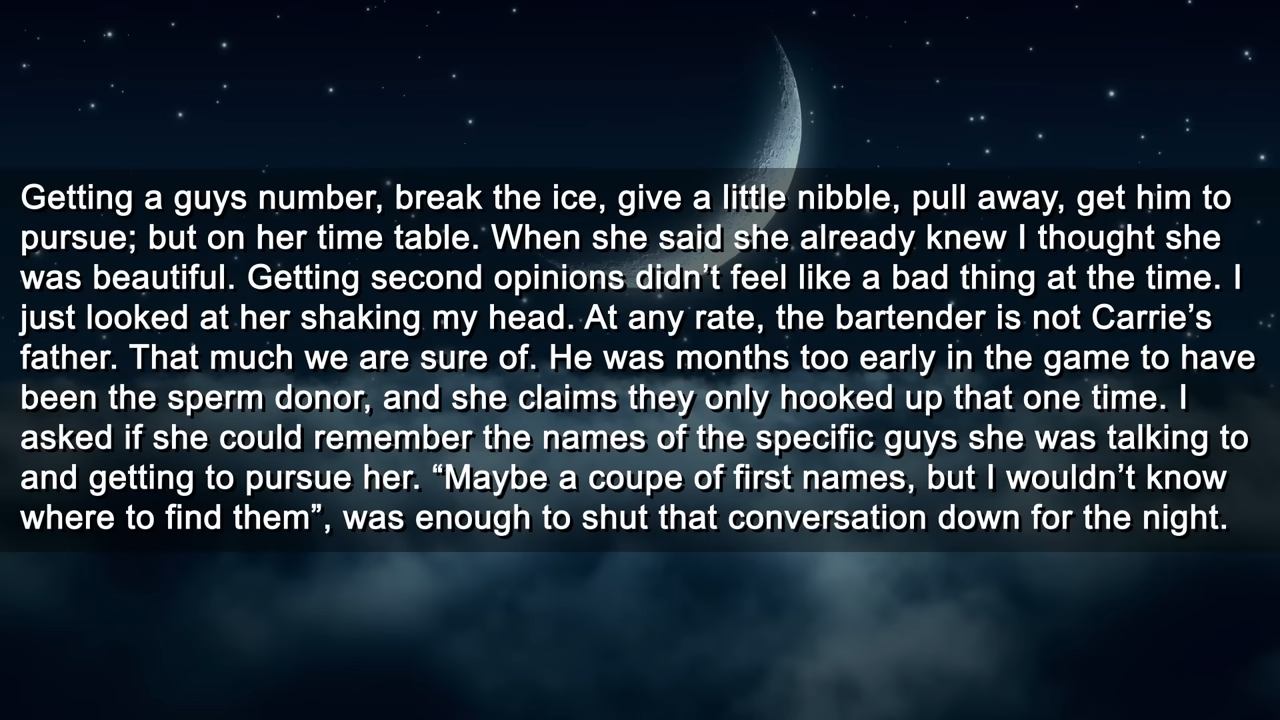 Getting a guys number, break the ice, give a little nibble, pull away, get him to
pursue; but on her time table. When she said she already knew I thought she
was beautiful. Getting second opinions didn’t feel like a bad thing at the time. I
just looked at her shaking my head. At any rate, the bartender is not Carrie’s
father. That much we are sure of. He was months too early in the game to have
been the sperm donor, and she claims they only hooked up that one time. I
asked if she could remember the names of the specific guys she was talking to
and getting to pursue her. “Maybe a coupe of first names, but I wouldn’t know
where to find them”, was enough to shut that conversation down for the night.